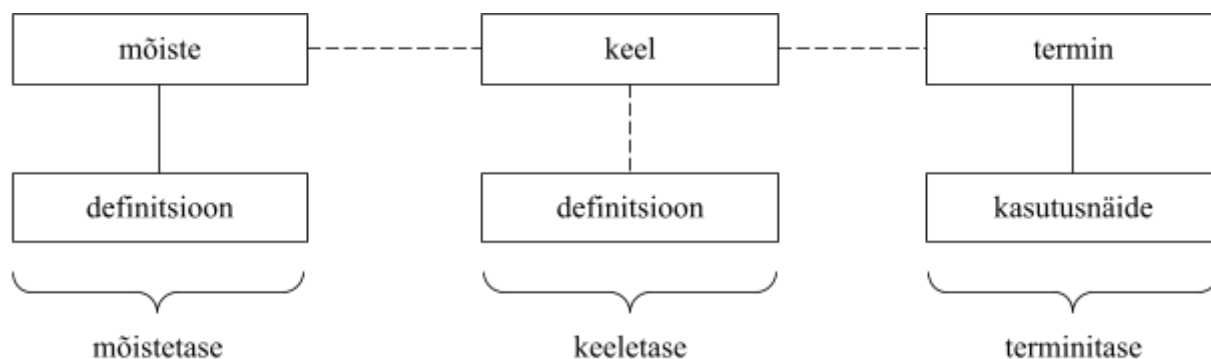 mõiste
keel
termin
definitsioon
definitsioon
kasutusnäide
mõistetase
keeletase
terminitase